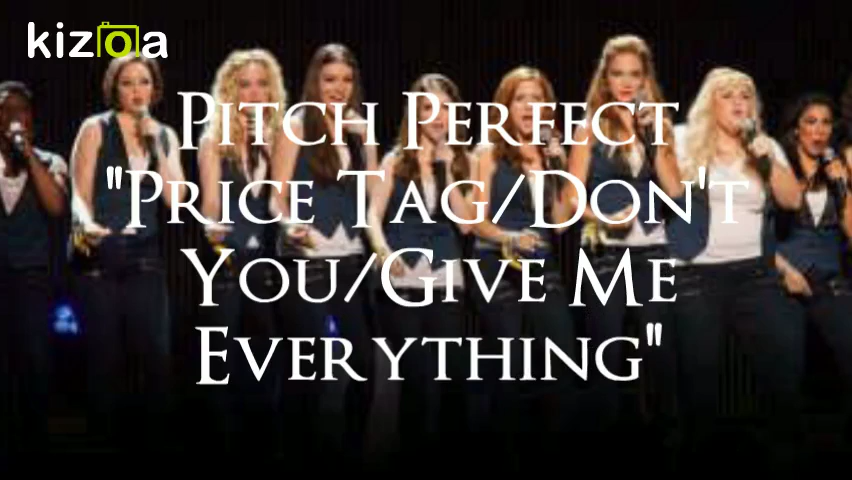 kizoa
Pitch Perfect
"Price Tag/Don't
You/Give Me
Everything"